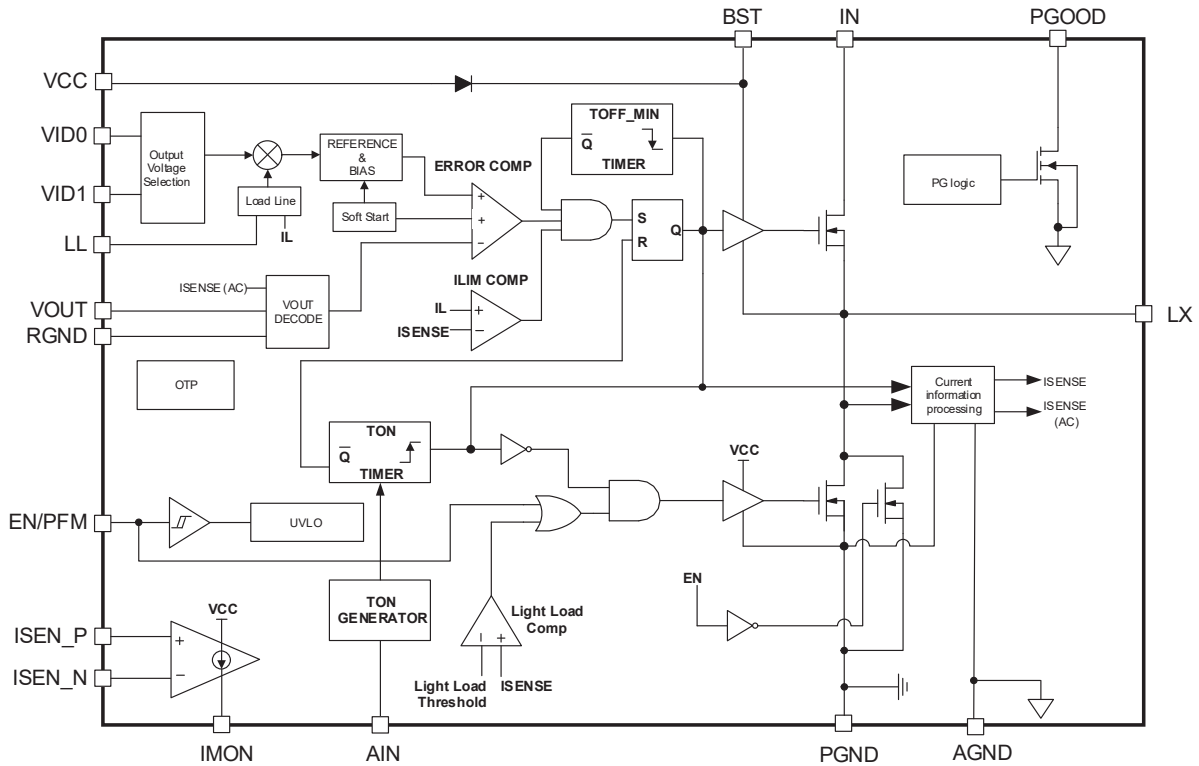 BST
IN
PGOOD
VCC
VID0
VID1
LL
VOUT
RGND
EN/PFM
ISEN_P
ISEN_N
Output
Voltage
Selection
REFERENCE
&
BIAS
Load Line
IL
Soft Start
ERROR COMP
+
+
−
TOFF_MIN
Q
TIMER
S
R
Q
PG logic
ISENSE (AC)
VOUT
DECODE
ILIM COMP
IL
+
ISENSE
−
LX
OTP
Current
information
processing
ISENSE
ISENSE
(AC)
TON
Q
TIMER
VCC
UVLO
TON
GENERATOR
EN
Light Load
Comp
− +
Light Load
Threshold
ISENSE
VCC
+
−
IMON
AIN
PGND
AGND